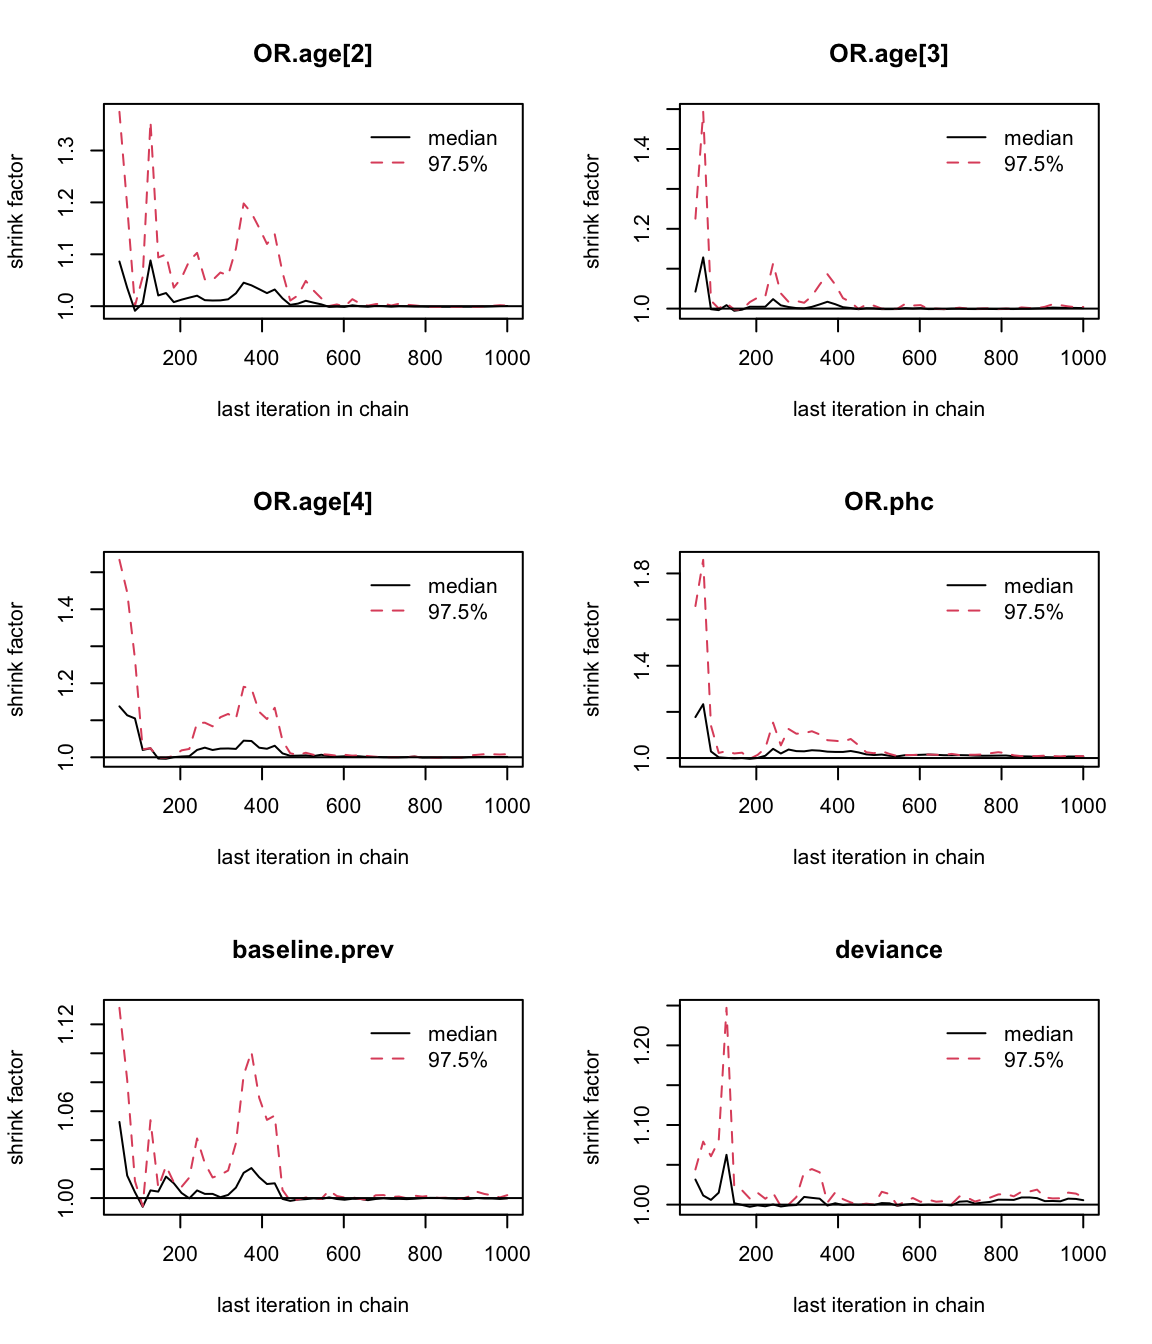 OR.age[2]
shrink factor
1.0 1.1 1.2 1.3
median
97.5%
200 400 600 800 1000
last iteration in chain
OR.age[3]
shrink factor
1.0 1.2 1.4
median
97.5%
200 400 600 800 1000
last iteration in chain
OR.age[4]
shrink factor
1.0 1.2 1.4
median
97.5%
200 400 600 800 1000
last iteration in chain
OR.phc
shrink factor
1.0 1.4 1.8
median
97.5%
200 400 600 800 1000
last iteration in chain
baseline.prev
shrink factor
1.00 1.06 1.12
median
97.5%
200 400 600 800 1000
last iteration in chain
deviance
shrink factor
1.00 1.10 1.20
median
97.5%
200 400 600 800 1000
last iteration in chain